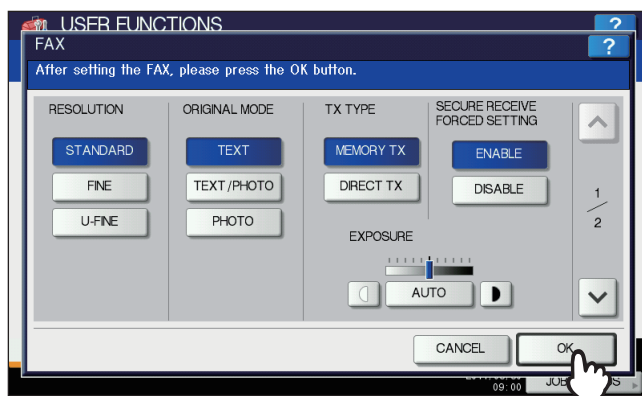 USER FUNCTIONS
?
FAX
?
After setting the FAX, please press the OK button.
RESOLUTION
ORIGINAL MODE
TX TYPE
SECURE RECEIVE
FORCED SETTING
STANDARD
TEXT
MEMORY TX
ENABLE
FINE
TEXT/PHOTO
DIRECT TX
DISABLE
U-FINE
PHOTO
1
2
EXPOSURE
AUTO
CANCEL
OK
09:00